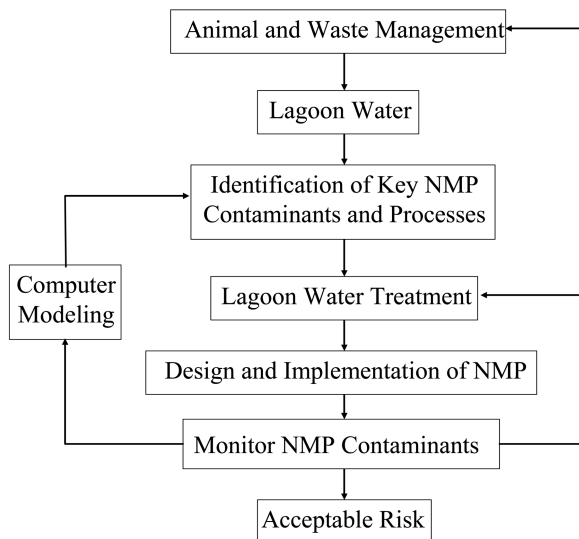 Animal and Waste Management
Lagoon Water
Identification of Key NMP
Contaminants and Processes
Computer
Modeling
Lagoon Water Treatment
Design and Implementation of NMP
Monitor NMP Contaminants
Acceptable Risk